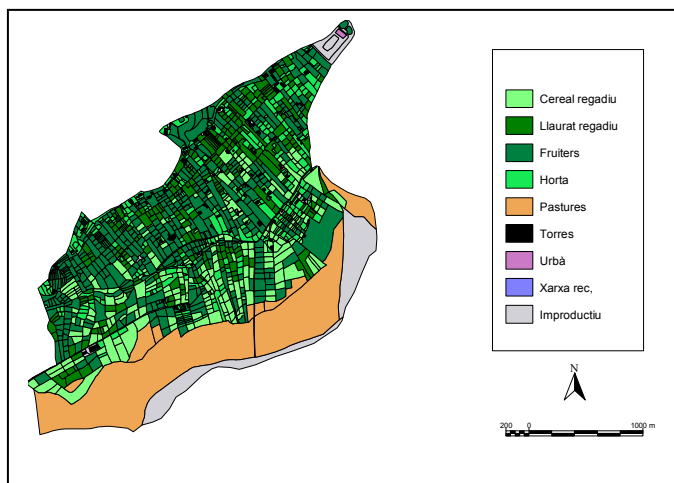 Cereal regadiu
Llaurat regadiu
Fruiters
Horta
Pastures
Torres
Urbà
Xarxa rec,
Improductiu
N
200 0 1000 m